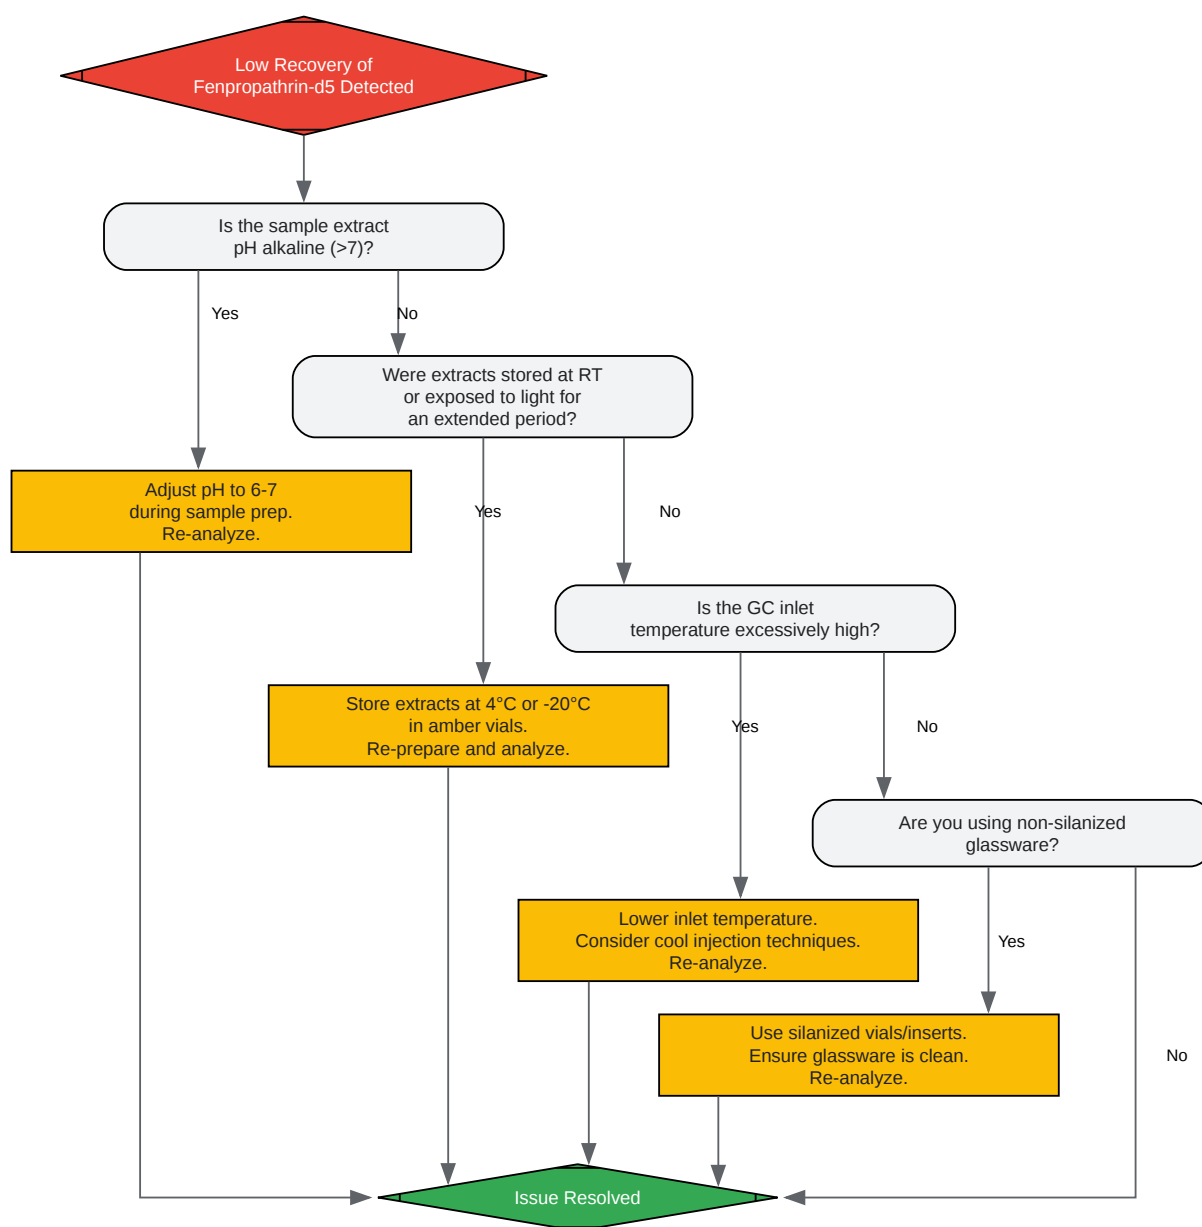 Low Recovery of
Fenpropathrin-d5 Detected
Is the sample extract
pH alkaline (>7)?
Yes
No
Were extracts stored at RT
or exposed to light for
an extended period?
Adjust pH to 6-7
during sample prep.
Re-analyze.
Yes
No
Is the GC inlet
temperature excessively high?
Store extracts at 4°C or -20°C
in amber vials.
Re-prepare and analyze.
Yes
No
Are you using non-silanized
glassware?
Lower inlet temperature.
Consider cool injection techniques.
Re-analyze.
Yes
Use silanized vials/inserts.
Ensure glassware is clean.
Re-analyze.
No
Issue Resolved